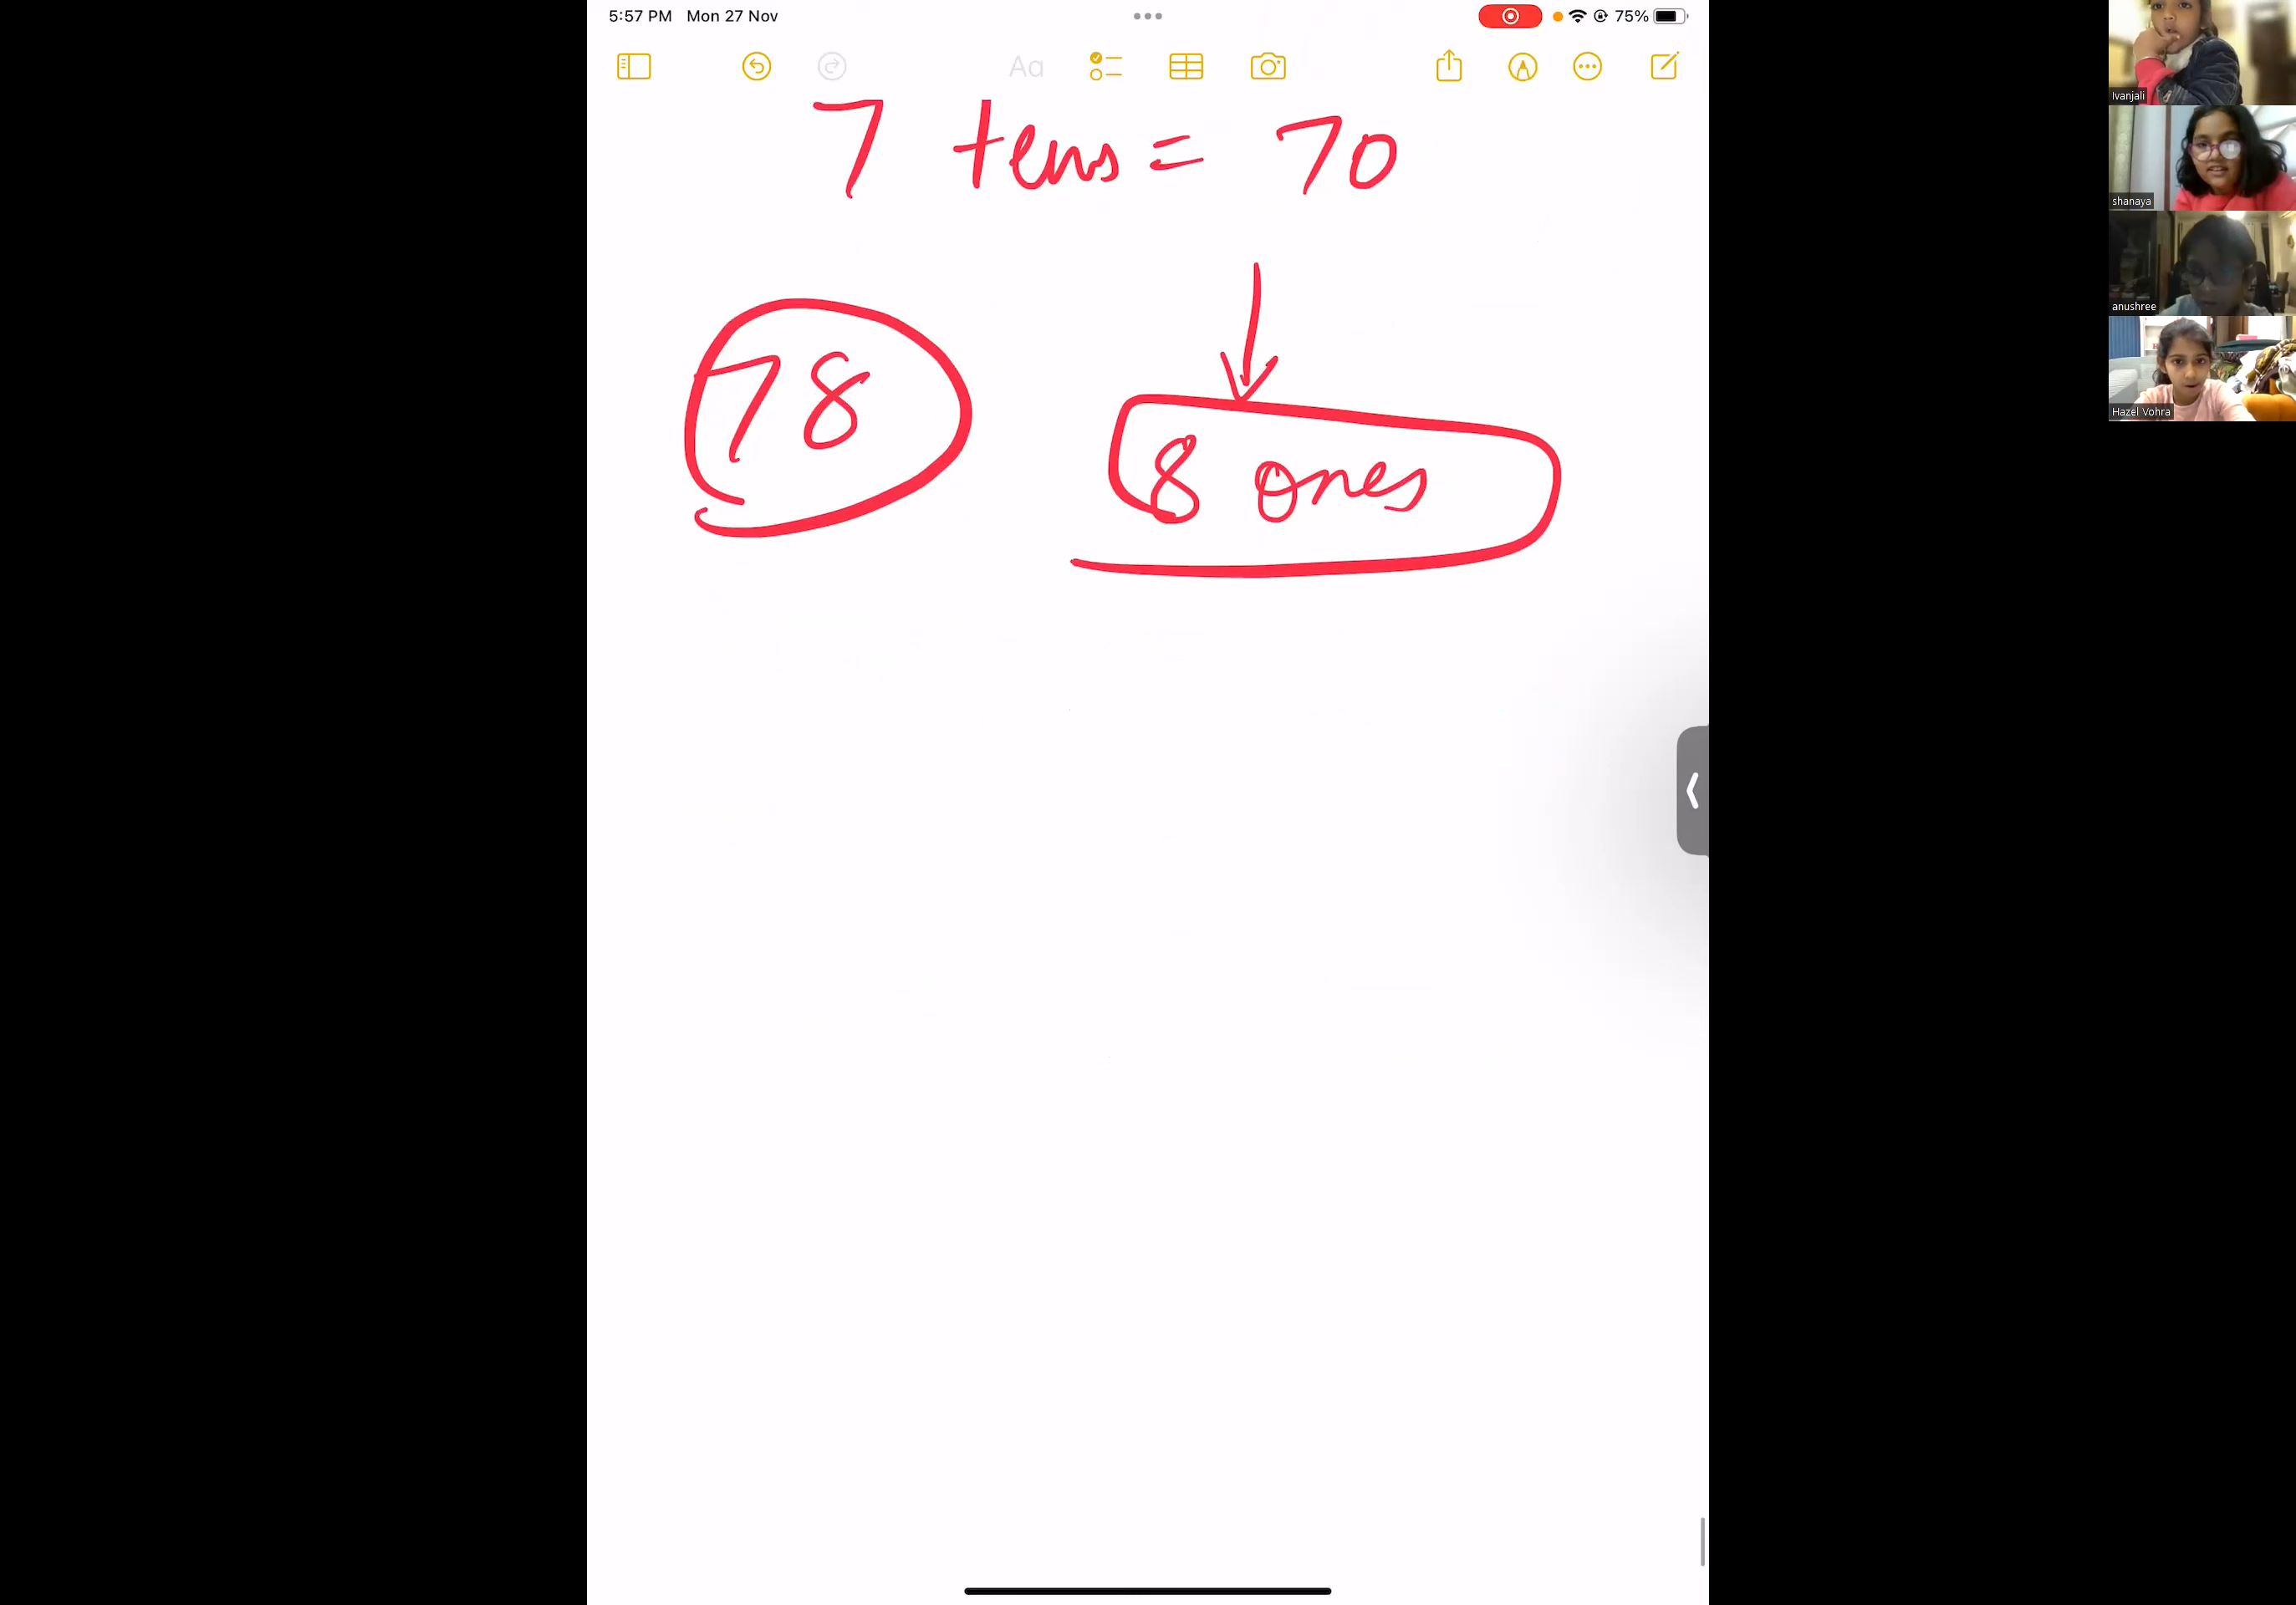 5:57 PM Mon 27 Nov
75%
Aa
7 tens = 70
78
8 ones
Ivanjali
shanaya
anushree
Hazel Vohra